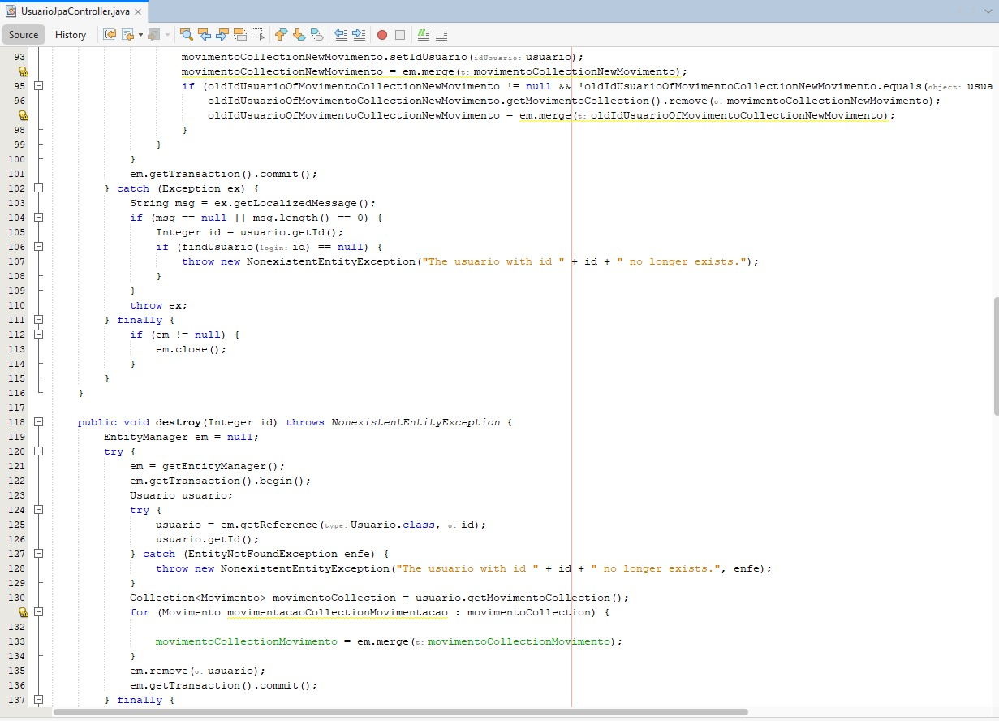 UsuarioJpaController.java
Source History
93 movimentoCollectionNewMovimento.setIdUsuario(idUsuario: usuario);
movimentoCollectionNewMovimento = em.merge(t: movimentoCollectionNewMovimento);
95 if (oldIdUsuarioOfMovimentoCollectionNewMovimento != null && !oldIdUsuarioOfMovimentoCollectionNewMovimento.equals(object: usua
96 oldIdUsuarioOfMovimentoCollectionNewMovimento.getMovimentoCollection().remove(o: movimentoCollectionNewMovimento);
oldIdUsuarioOfMovimentoCollectionNewMovimento = em.merge(t: oldIdUsuarioOfMovimentoCollectionNewMovimento);
98 }
99 }
100 }
101 em.getTransaction().commit();
102 } catch (Exception ex) {
103 String msg = ex.getLocalizedMessage();
104 if (msg == null || msg.length() == 0) {
105 Integer id = usuario.getId();
106 if (findUsuario(login: id) == null) {
107 throw new NonexistentEntityException("The usuario with id " + id + " no longer exists.");
108 }
109 }
110 throw ex;
111 } finally {
112 if (em != null) {
113 em.close();
114 }
115 }
116 }
117
118 public void destroy(Integer id) throws NonexistentEntityException {
119 EntityManager em = null;
120 try {
121 em = getEntityManager();
122 em.getTransaction().begin();
123 Usuario usuario;
124 try {
125 usuario = em.getReference(type: Usuario.class, o: id);
126 usuario.getId();
127 } catch (EntityNotFoundException enfe) {
128 throw new NonexistentEntityException("The usuario with id " + id + " no longer exists.", enfe);
129 }
130 Collection<Movimento> movimentoCollection = usuario.getMovimentoCollection();
for (Movimento movimentacaoCollectionMovimentacao : movimentoCollection) {
132
133 movimentoCollectionMovimento = em.merge(t: movimentoCollectionMovimento);
134 }
135 em.remove(o: usuario);
136 em.getTransaction().commit();
137 } finally {